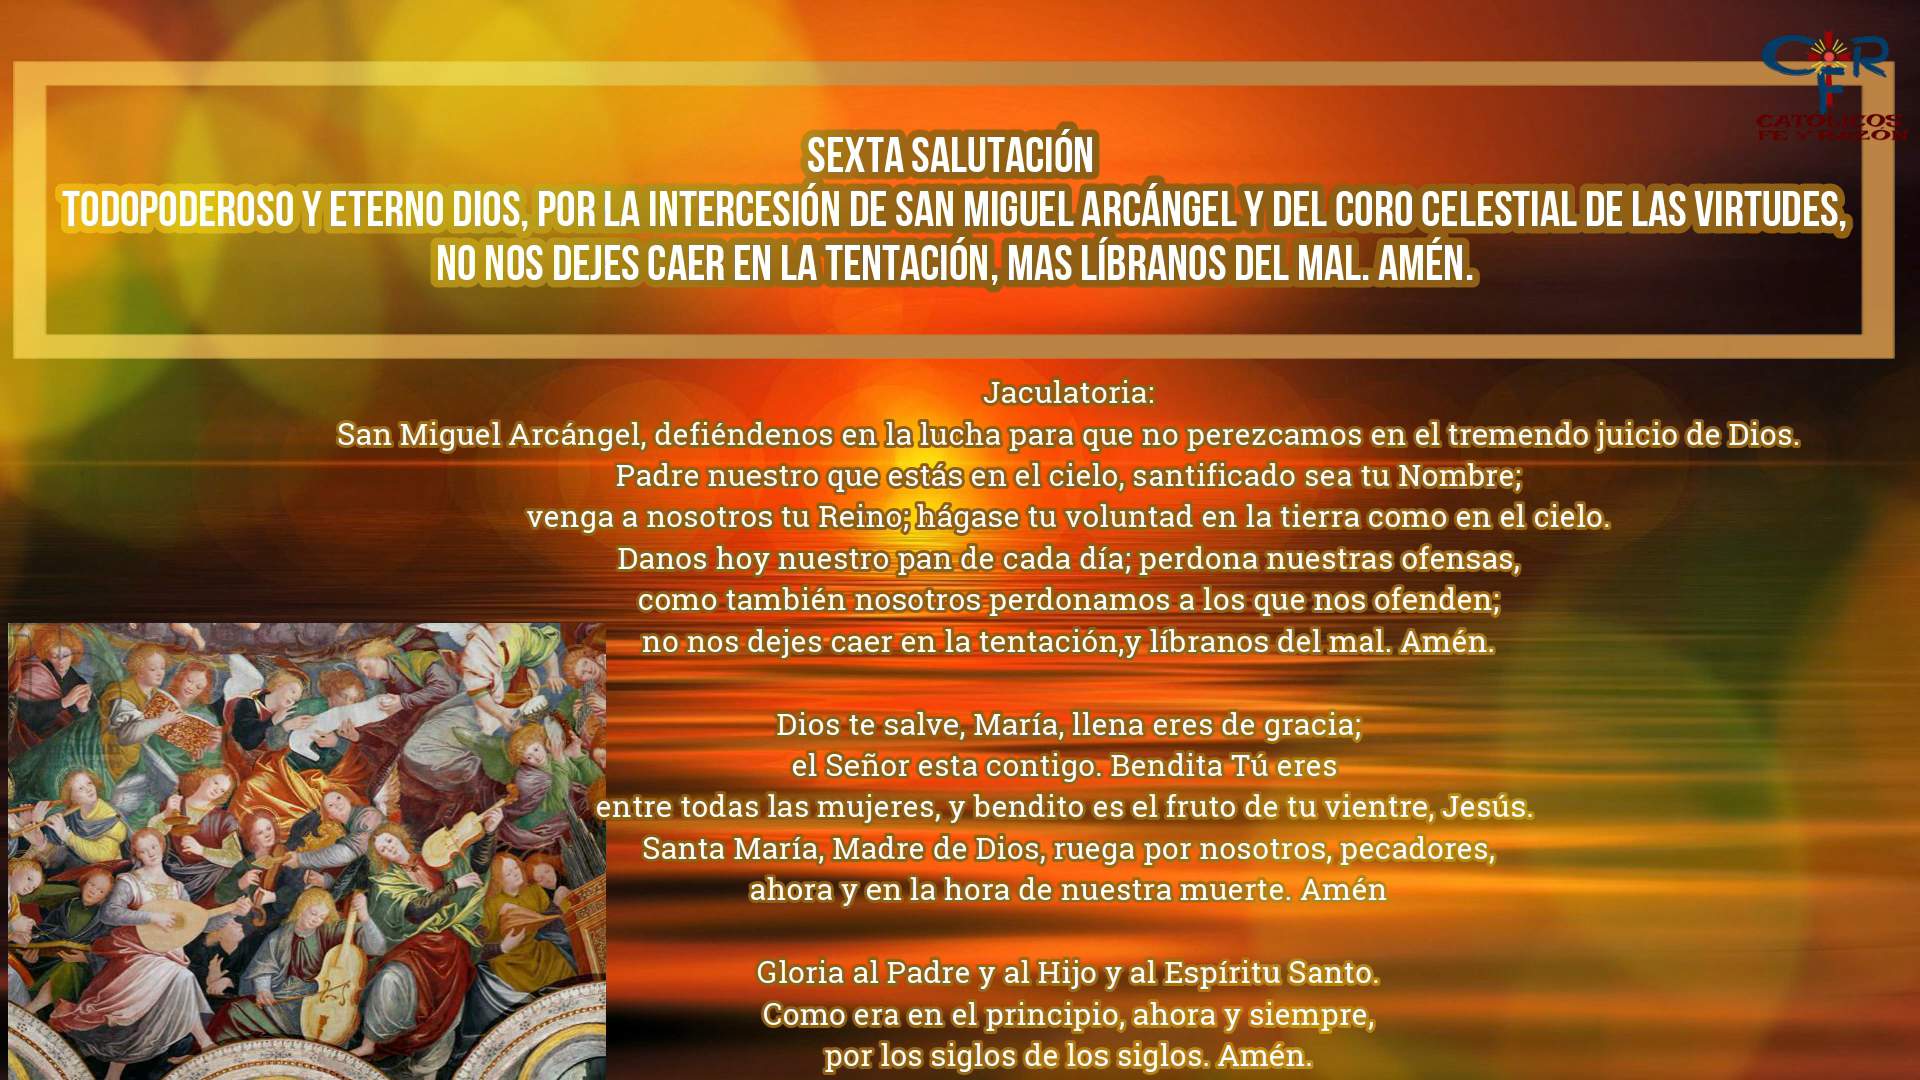 CFR
CATÓLICOS
FE Y RAZÓN
SEXTA SALUTACIÓN
TODOPODEROSO Y ETERNO DIOS, POR LA INTERCESIÓN DE SAN MIGUEL ARCÁNGEL Y DEL CORO CELESTIAL DE LAS VIRTUDES,
NO NOS DEJES CAER EN LA TENTACIÓN, MAS LÍBRANOS DEL MAL. AMÉN.
Jaculatoria:
San Miguel Arcángel, defiéndenos en la lucha para que no perezcamos en el tremendo juicio de Dios.
Padre nuestro que estás en el cielo, santificado sea tu Nombre;
venga a nosotros tu Reino; hágase tu voluntad en la tierra como en el cielo.
Danos hoy nuestro pan de cada día; perdona nuestras ofensas,
como también nosotros perdonamos a los que nos ofenden;
no nos dejes caer en la tentación,y líbranos del mal. Amén.
Dios te salve, María, llena eres de gracia;
el Señor esta contigo. Bendita Tú eres
entre todas las mujeres, y bendito es el fruto de tu vientre, Jesús.
Santa María, Madre de Dios, ruega por nosotros, pecadores,
ahora y en la hora de nuestra muerte. Amén
Gloria al Padre y al Hijo y al Espíritu Santo.
Como era en el principio, ahora y siempre,
por los siglos de los siglos. Amén.